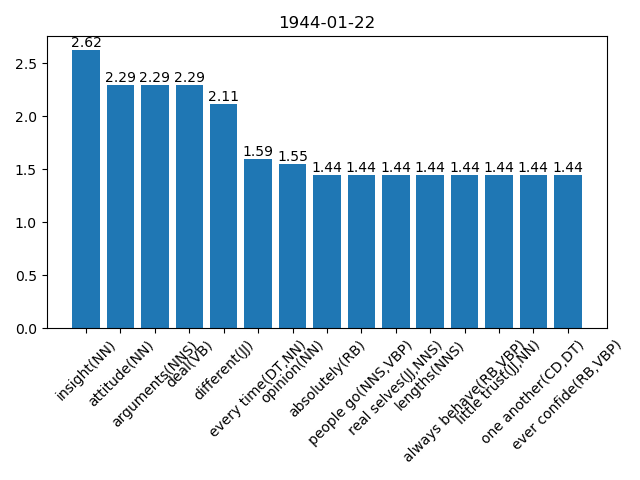 1944-01-22
2.62 2.29 2.29 2.29 2.11 1.59 1.55 1.44 1.44 1.44 1.44 1.44 1.44 1.44 1.44
2.5
2.0
1.5
1.0
0.5
0.0
insight(NN)
attitude(NN)
arguments(NNS)
deal(VB)
different(JJ)
every time(DT,NN)
opinion(NN)
absolutely(RB)
people go(NNS,VBP)
real selves(JJ,NNS)
lengths(NNS)
always behave(RB,VBP)
little trust(JJ,NN)
one another(CD,DT)
ever confide(RB,VBP)